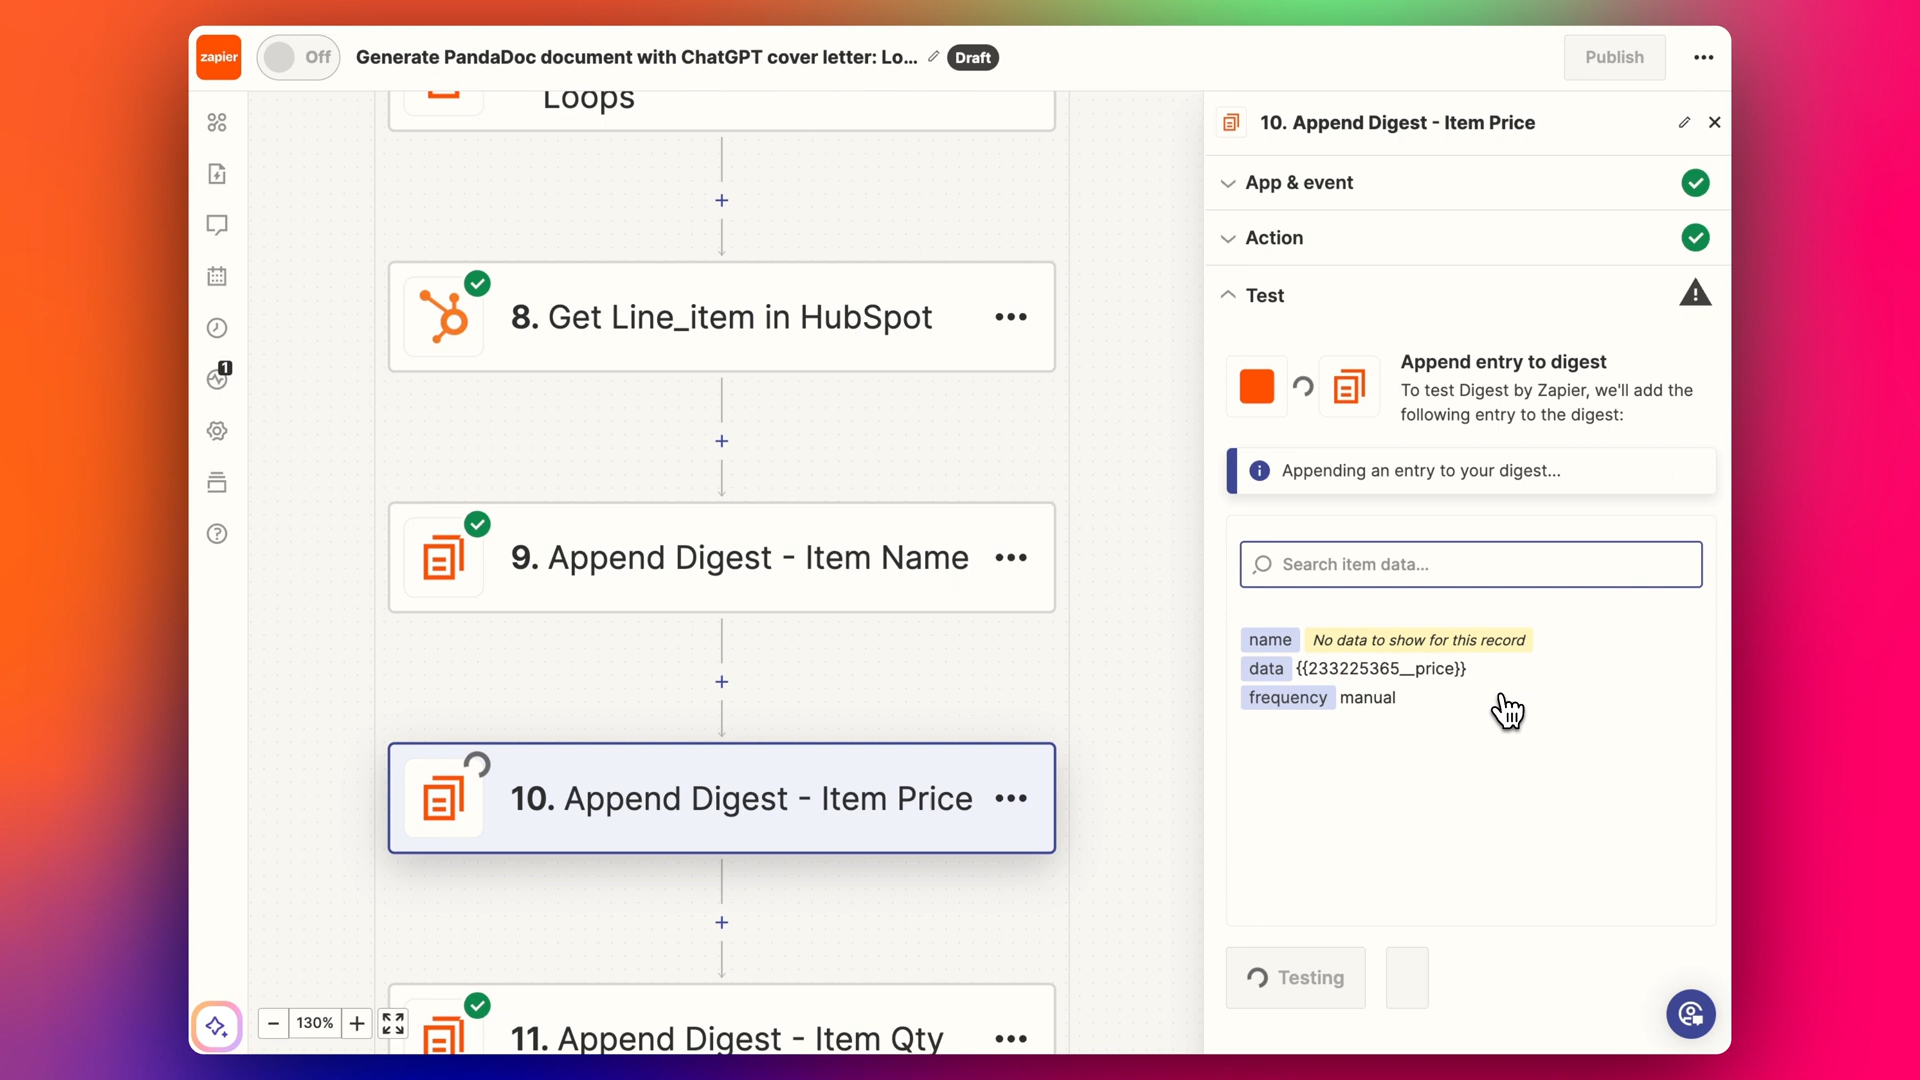 zapier
Off
Generate PandaDoc document with ChatGPT cover letter: Lo...
Draft
Publish
1
Loops
8. Get Line_item in HubSpot
9. Append Digest - Item Name
10. Append Digest - Item Price
11. Append Digest - Item Qty
130%
10. Append Digest - Item Price
App & event
Action
Test
Append entry to digest
To test Digest by Zapier, we'll add the
following entry to the digest:
Appending an entry to your digest...
Search item data...
name No data to show for this record
data {{233225365__price}}
frequency manual
Testing